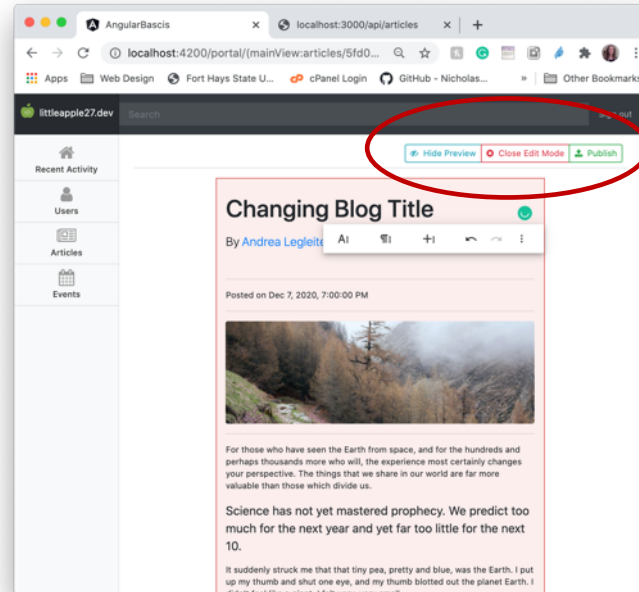 AngularBascis
localhost:3000/api/articles
localhost:4200/portal/(mainView:articles/5fd0...
Apps Web Design Fort Hays State U... cPanel Login GitHub - Nicholas... » Other Bookmarks
littleapple27.dev Search Sign out
Hide Preview Close Edit Mode Publish
Recent Activity
Users
Articles
Events
Changing Blog Title
By Andrea Legleite
Posted on Dec 7, 2020, 7:00:00 PM
For those who have seen the Earth from space, and for the hundreds and
perhaps thousands more who will, the experience most certainly changes
your perspective. The things that we share in our world are far more
valuable than those which divide us.
Science has not yet mastered prophecy. We predict too
much for the next year and yet far too little for the next
10.
It suddenly struck me that that tiny pea, pretty and blue, was the Earth. I put
up my thumb and shut one eye, and my thumb blotted out the planet Earth. I